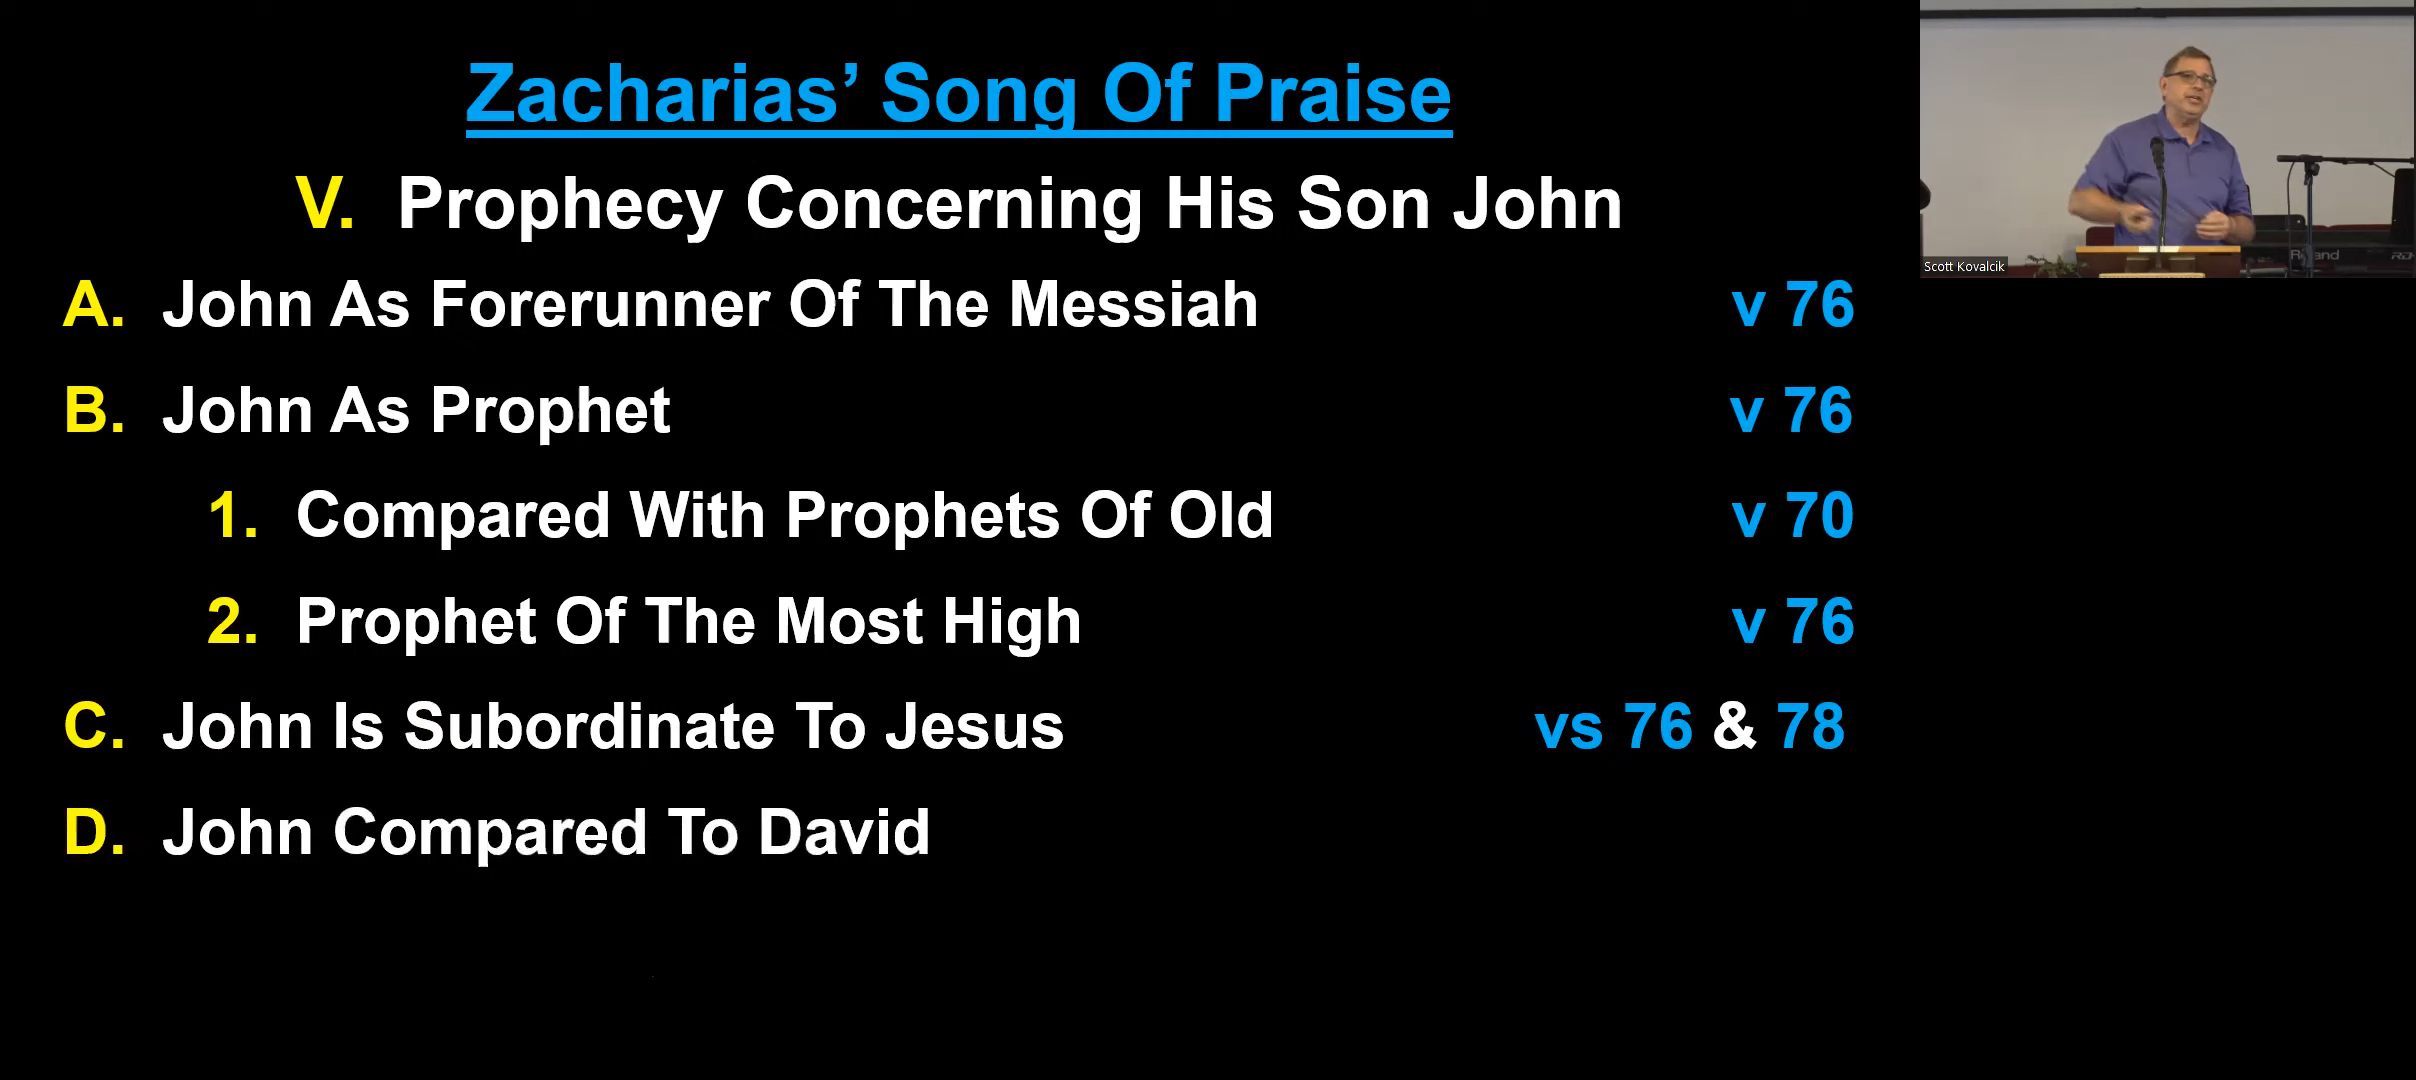 Zacharias’ Song Of Praise
V. Prophecy Concerning His Son John
A. John As Forerunner Of The Messiah v 76
B. John As Prophet v 76
1. Compared With Prophets Of Old v 70
2. Prophet Of The Most High v 76
C. John Is Subordinate To Jesus vs 76 & 78
D. John Compared To David
Scott Kovalcik
Roland